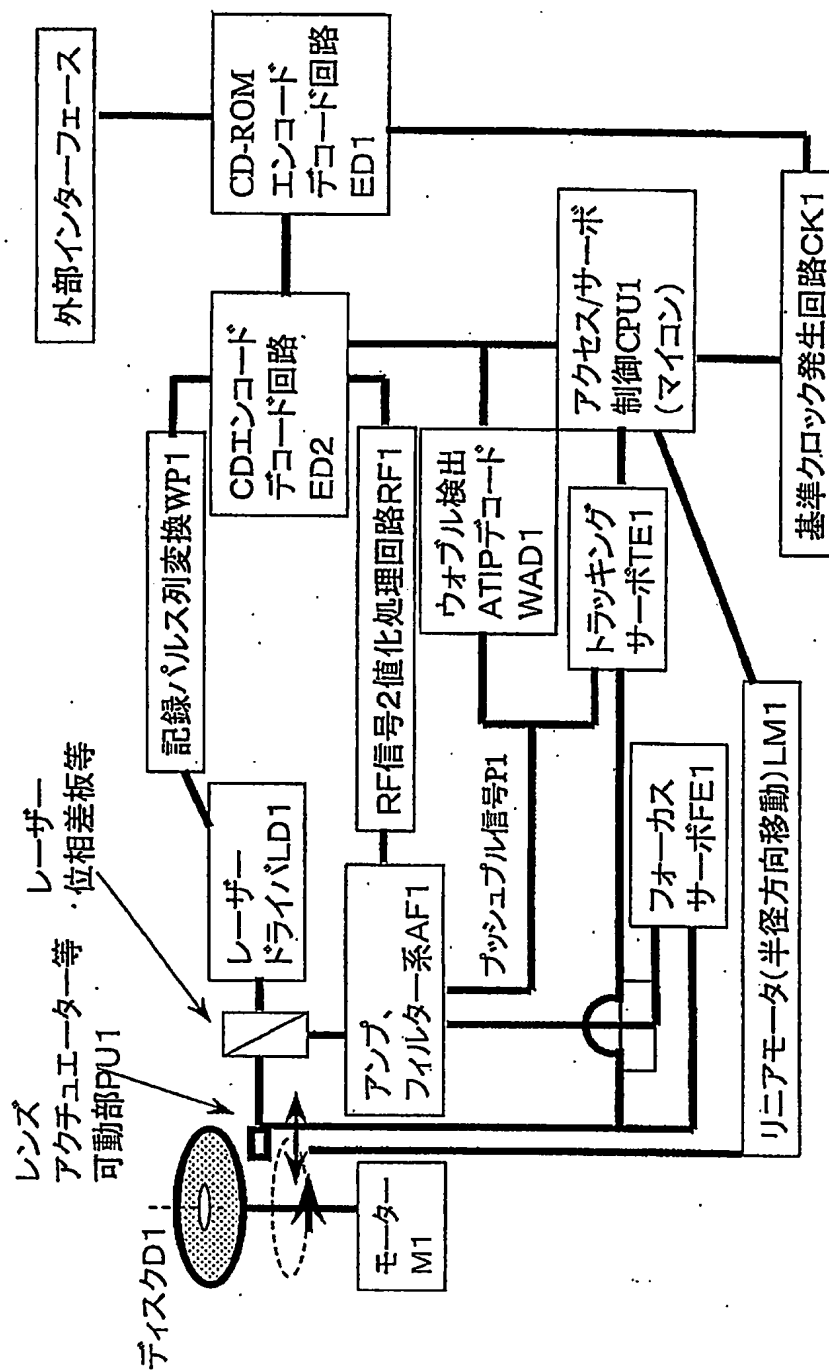 外部インターフェース
CD-ROM
エンコード
デコード回路
ED1
CDエンコード
デコード回路
ED2
記録パルス列変換WP1
RF信号2値化処理回路RF1
ウォブル検出
ATIPデコード
WAD1
アクセス/サーボ
制御CPU1
(マイコン)
基準クロック発生回路CK1
トラッキング
サーボTE1
レーザー
・位相差板等
レーザー
ドライバLD1
アンプ、
フィルター系AF1
プッシュプル信号P1
フォーカス
サーボFE1
リニアモータ(半径方向移動)LM1
レンズ
アクチュエーター等
可動部PU1
ディスクD1
モーター
M1